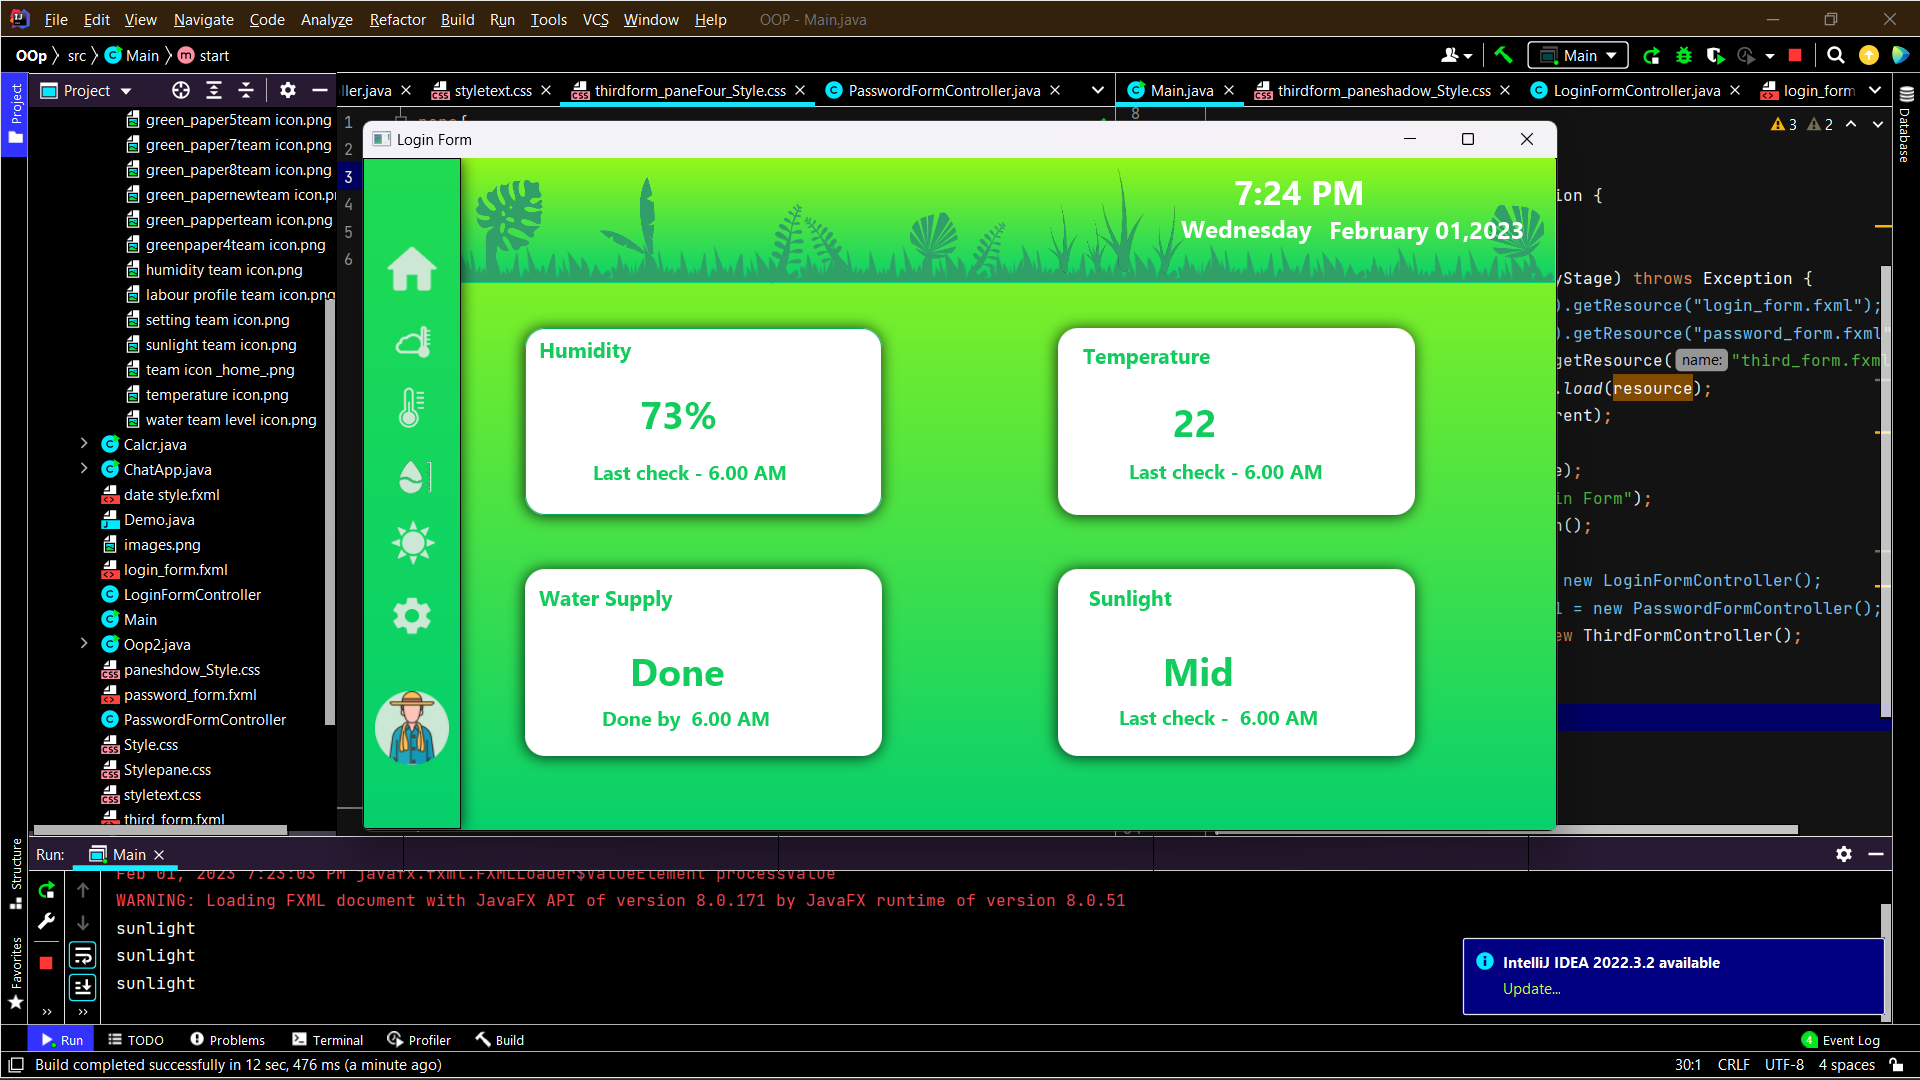 File Edit View Navigate Code Analyze Refactor Build Run Tools VCS Window Help OOP - Main.java
OOp src Main start
Main
Project
ller.java styletext.css thirdform_paneFour_Style.css PasswordFormController.java
Main.java thirdform_paneshadow_Style.css LoginFormController.java login_form
Project
Database
green_paper5team icon.png
green_paper7team icon.png
green_paper8team icon.png
green_papernewteam icon.pn
green_papperteam icon.png
greenpaper4team icon.png
humidity team icon.png
labour profile team icon.png
setting team icon.png
sunlight team icon.png
team icon _home_.png
temperature icon.png
water team level icon.png
Calcr.java
ChatApp.java
date style.fxml
Demo.java
images.png
login_form.fxml
LoginFormController
Main
Oop2.java
paneshdow_Style.css
password_form.fxml
PasswordFormController
Style.css
Stylepane.css
styletext.css
third_form.fxml
1
2
3
4
5
6
8
3 2
Login Form
7:24 PM
Wednesday February 01,2023
Humidity
73%
Last check - 6.00 AM
Temperature
22
Last check - 6.00 AM
Water Supply
Done
Done by 6.00 AM
Sunlight
Mid
Last check - 6.00 AM
ion {
yStage) throws Exception {
).getResource("login_form.fxml");
).getResource("password_form.fxml"
getResource( name: "third_form.fxml
.load(resource);
rent);
e);
in Form");
n();
new LoginFormController();
l = new PasswordFormController();
ew ThirdFormController();
Structure
Favorites
Run: Main
Feb 01, 2023 7:23:03 PM javafx.fxml.FXMLLoader$ValueElement processValue
WARNING: Loading FXML document with JavaFX API of version 8.0.171 by JavaFX runtime of version 8.0.51
sunlight
sunlight
sunlight
IntelliJ IDEA 2022.3.2 available
Update...
Run TODO Problems Terminal Profiler Build
4 Event Log
Build completed successfully in 12 sec, 476 ms (a minute ago)
30:1 CRLF UTF-8 4 spaces